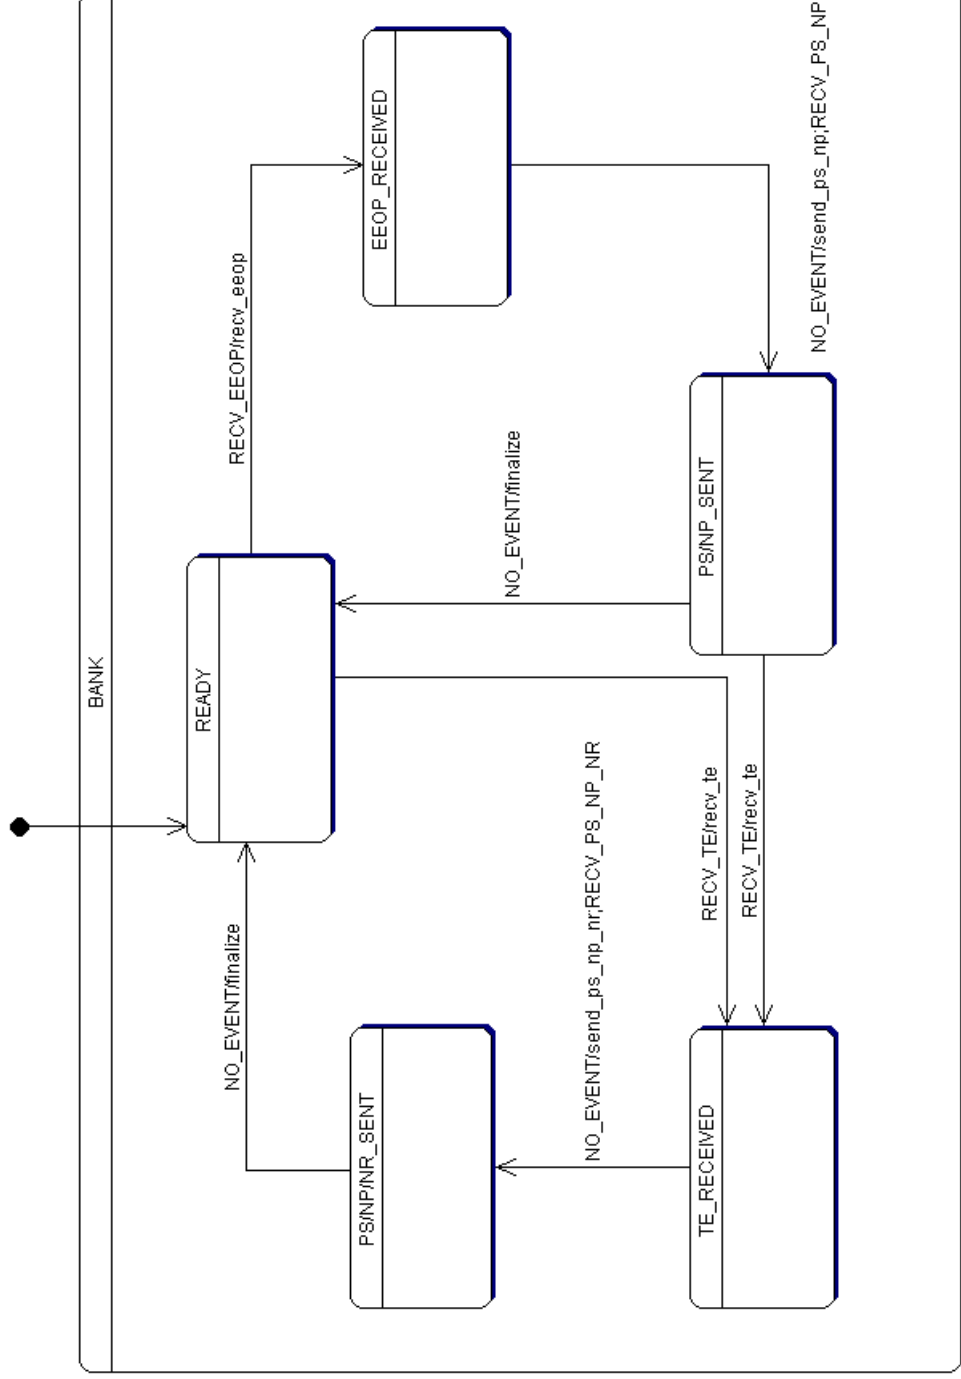 BANK
READY
RECV_EEOP/recv_eeop
EEOP_RECEIVED
NO_EVENT/send_ps_np;RECV_PS_NP
PS/NP_SENT
NO_EVENT/finalize
RECV_TE/recv_te
RECV_TE/recv_te
TE_RECEIVED
NO_EVENT/send_ps_np_nr;RECV_PS_NP_NR
PS/NP/NR_SENT
NO_EVENT/finalize